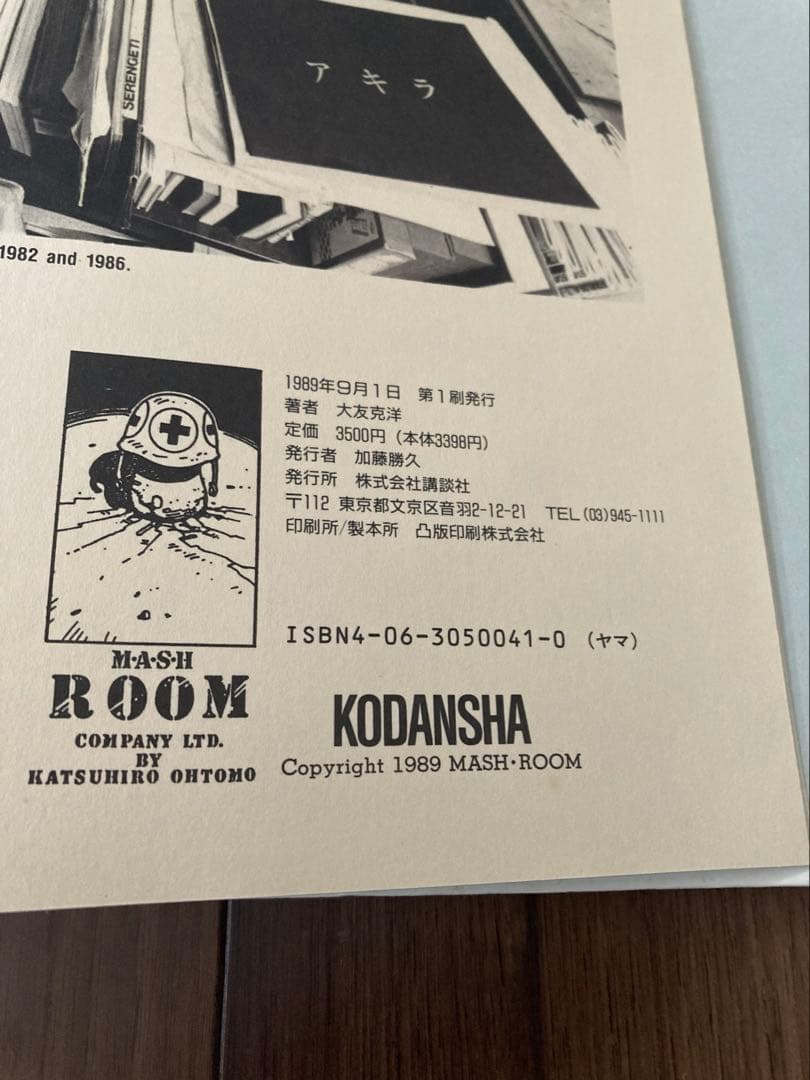 SERENGETI
アキラ
1982 and 1986.
1989年9月1日 第1刷発行
著者 大友克洋
定価 3500円(本体3398円)
発行者 加藤勝久
発行所 株式会社講談社
〒112 東京都文京区音羽2-12-21 TEL(03)945-1111
印刷所/製本所 凸版印刷株式会社
ISBN4-06-3050041-0 (ヤマ)
M·A·S·H
ROOM
COMPANY LTD.
BY
KATSUHIRO OHTOMO
KODANSHA
Copyright 1989 MASH·ROOM